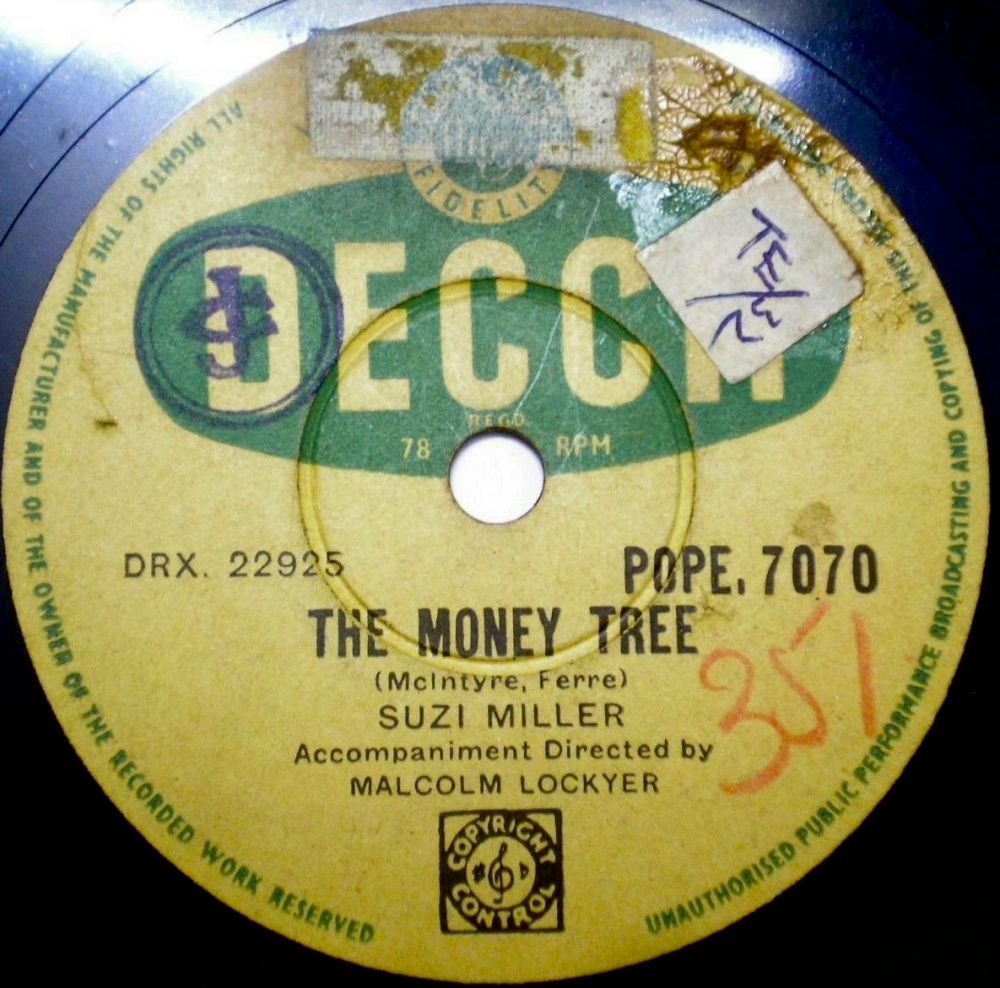 FIDELITY
DECCA
REGD
78 RPM
DRX. 22925
POPE. 7070
THE MONEY TREE
(McIntyre, Ferre)
SUZI MILLER
351
Accompaniment Directed by
MALCOLM LOCKYER
COPYRIGHT
CONTROL
ALL RIGHTS OF THE MANUFACTURER AND OF THE OWNER OF THE RECORDED WORK RESERVED
UNAUTHORISED PUBLIC PERFORMANCE BROADCASTING AND COPYING OF THIS RECORD